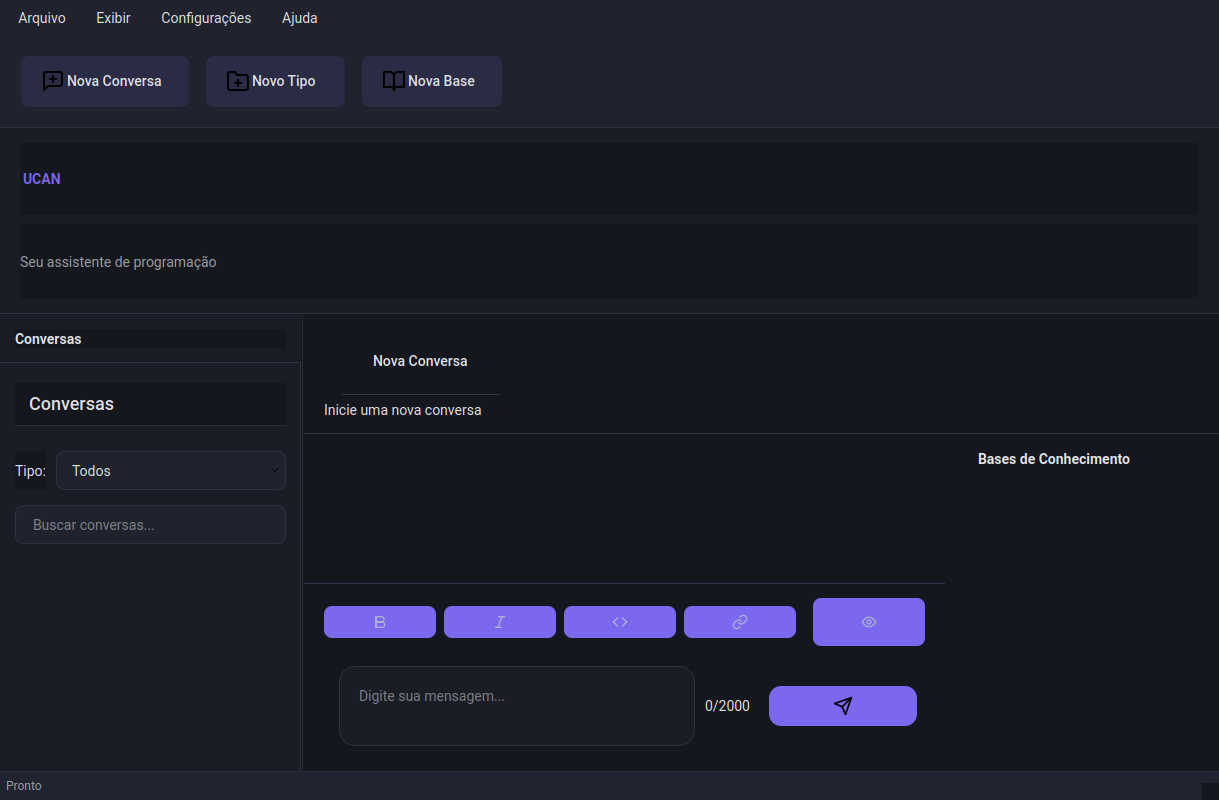 Arquivo Exibir Configurações Ajuda
Nova Conversa Novo Tipo Nova Base
UCAN
Seu assistente de programação
Conversas
Conversas
Tipo: Todos
Buscar conversas...
Nova Conversa
Inicie uma nova conversa
Bases de Conhecimento
B I <>
Digite sua mensagem...
0/2000
Pronto